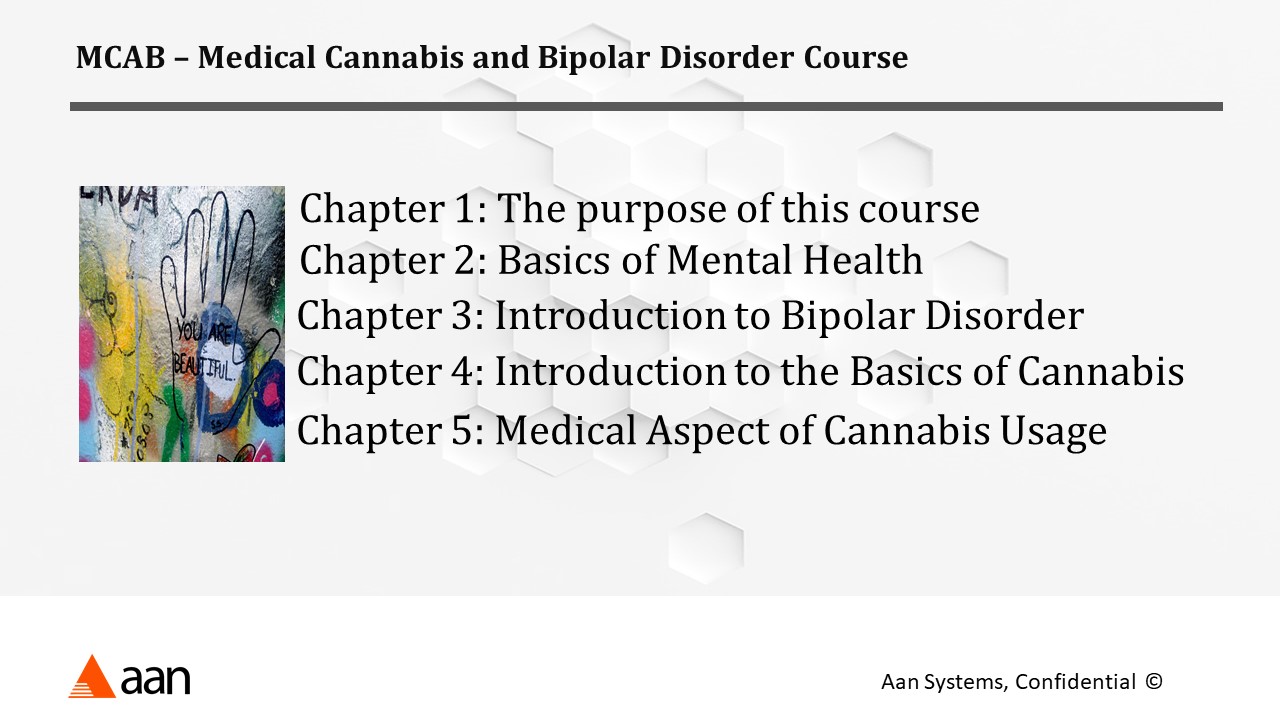 MCAB – Medical Cannabis and Bipolar Disorder Course
Chapter 1: The purpose of this course
Chapter 2: Basics of Mental Health
Chapter 3: Introduction to Bipolar Disorder
Chapter 4: Introduction to the Basics of Cannabis
Chapter 5: Medical Aspect of Cannabis Usage
YOU ARE
BEAUTIFUL.
aan
Aan Systems, Confidential ©